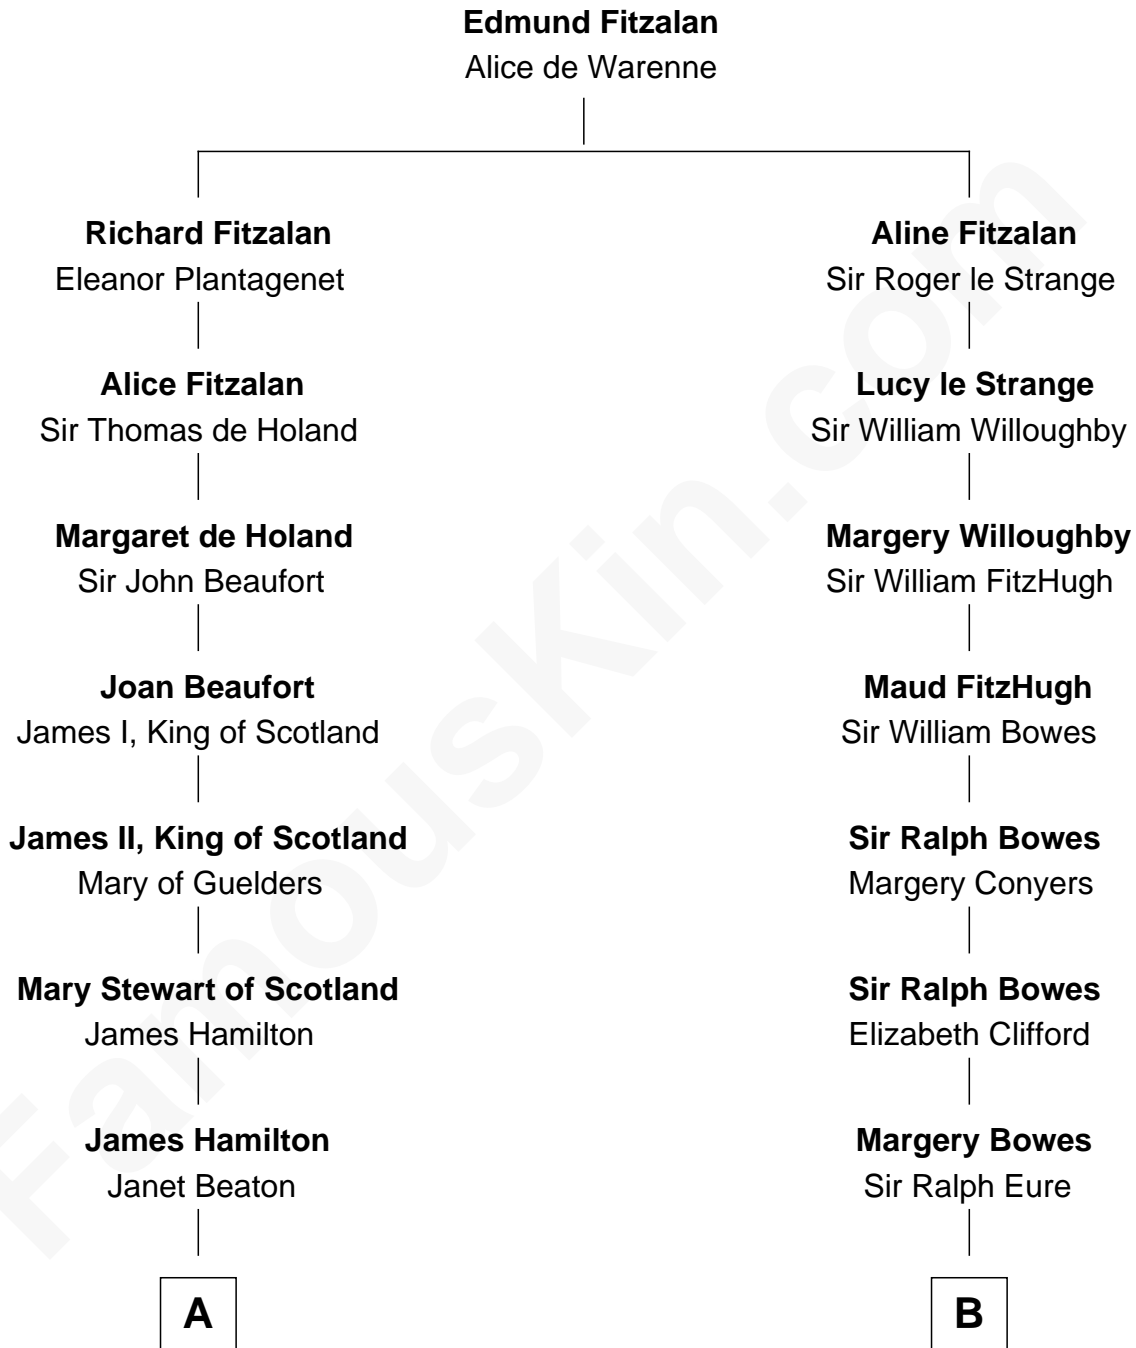 Edmund Fitzalan
Alice de Warenne
Richard Fitzalan
Eleanor Plantagenet
Alice Fitzalan
Sir Thomas de Holand
Margaret de Holand
Sir John Beaufort
Joan Beaufort
James I, King of Scotland
James II, King of Scotland
Mary of Guelders
Mary Stewart of Scotland
James Hamilton
James Hamilton
Janet Beaton
A
Aline Fitzalan
Sir Roger le Strange
Lucy le Strange
Sir William Willoughby
Margery Willoughby
Sir William FitzHugh
Maud FitzHugh
Sir William Bowes
Sir Ralph Bowes
Margery Conyers
Sir Ralph Bowes
Elizabeth Clifford
Margery Bowes
Sir Ralph Eure
B
FamousKin.com